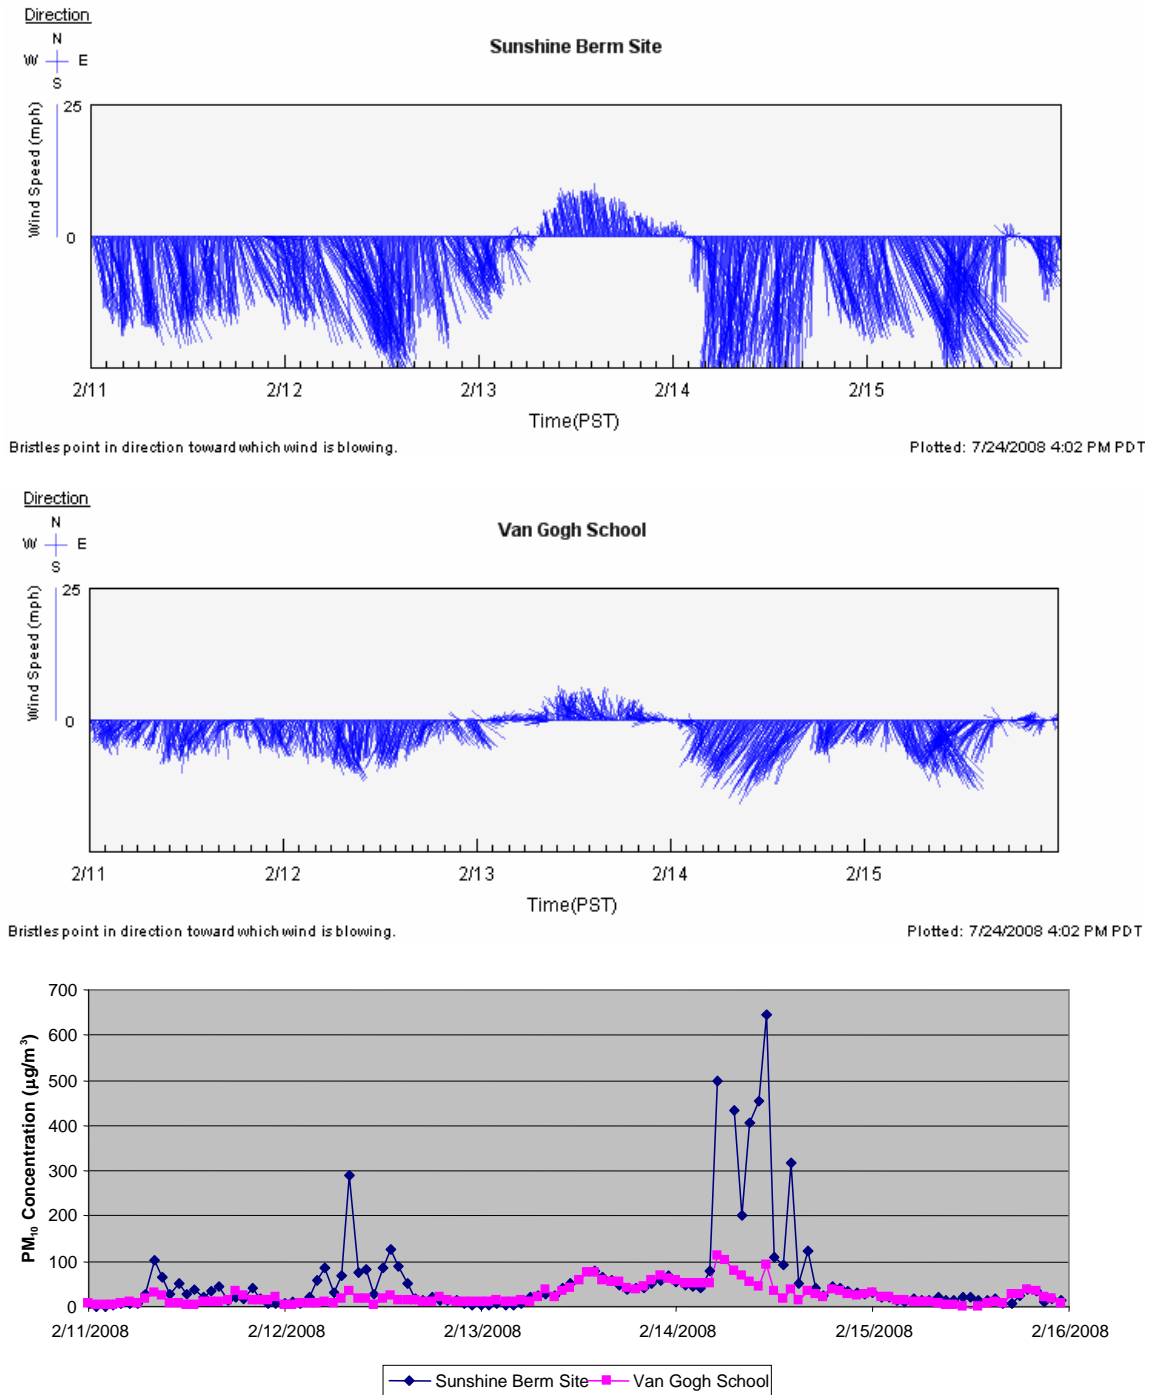 Direction
N
W E
S
Sunshine Berm Site
Wind Speed (mph)
25
0
2/11 2/12 2/13 2/14 2/15
Time(PST)
Bristles point in direction toward which wind is blowing.
Plotted: 7/24/2008 4:02 PM PDT
Direction
N
W E
S
Van Gogh School
Wind Speed (mph)
25
0
2/11 2/12 2/13 2/14 2/15
Time(PST)
Bristles point in direction toward which wind is blowing.
Plotted: 7/24/2008 4:02 PM PDT
PM₁₀ Concentration (µg/m³)
700
600
500
400
300
200
100
0
2/11/2008 2/12/2008 2/13/2008 2/14/2008 2/15/2008 2/16/2008
Sunshine Berm Site Van Gogh School